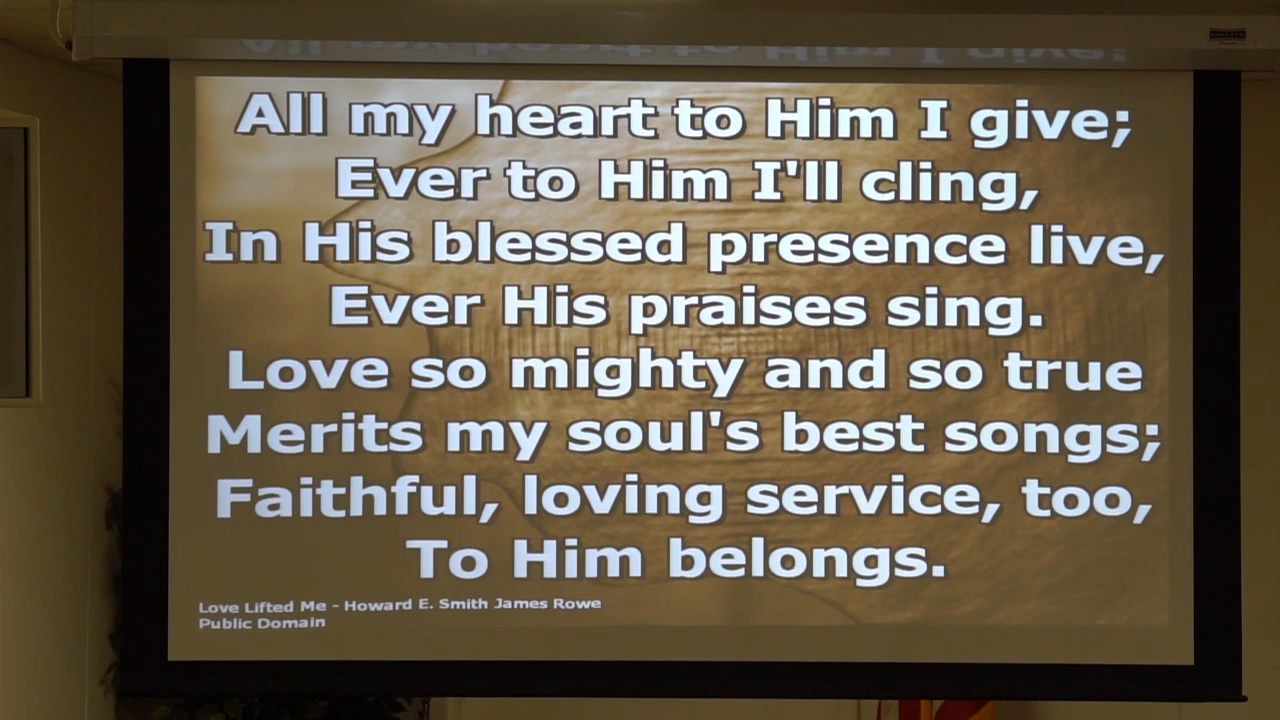 All my heart to Him I give;
Ever to Him I'll cling,
In His blessed presence live,
Ever His praises sing.
Love so mighty and so true
Merits my soul's best songs;
Faithful, loving service, too,
To Him belongs.
Love Lifted Me - Howard E. Smith James Rowe
Public Domain